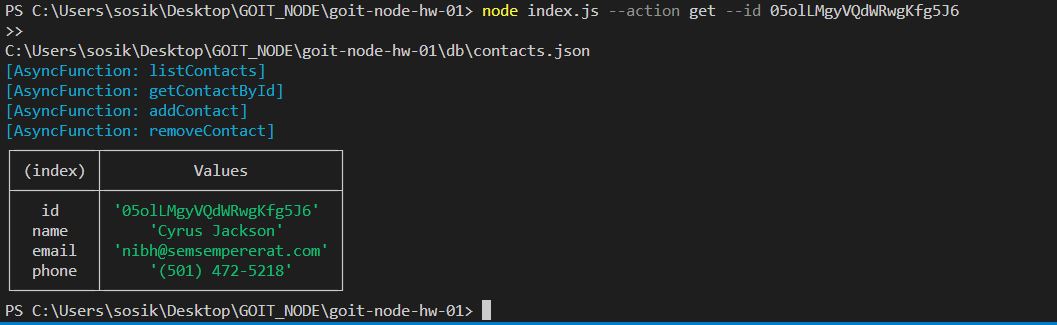 PS C:\Users\sosik\Desktop\GOIT_NODE\goit-node-hw-01> node index.js --action get --id 05olLMgyVQdWRwgKfg5J6
>>
C:\Users\sosik\Desktop\GOIT_NODE\goit-node-hw-01\db\contacts.json
[AsyncFunction: listContacts]
[AsyncFunction: getContactById]
[AsyncFunction: addContact]
[AsyncFunction: removeContact]
(index) Values
id '05olLMgyVQdWRwgKfg5J6'
name 'Cyrus Jackson'
email 'nibh@semsempererat.com'
phone '(501) 472-5218'
PS C:\Users\sosik\Desktop\GOIT_NODE\goit-node-hw-01>